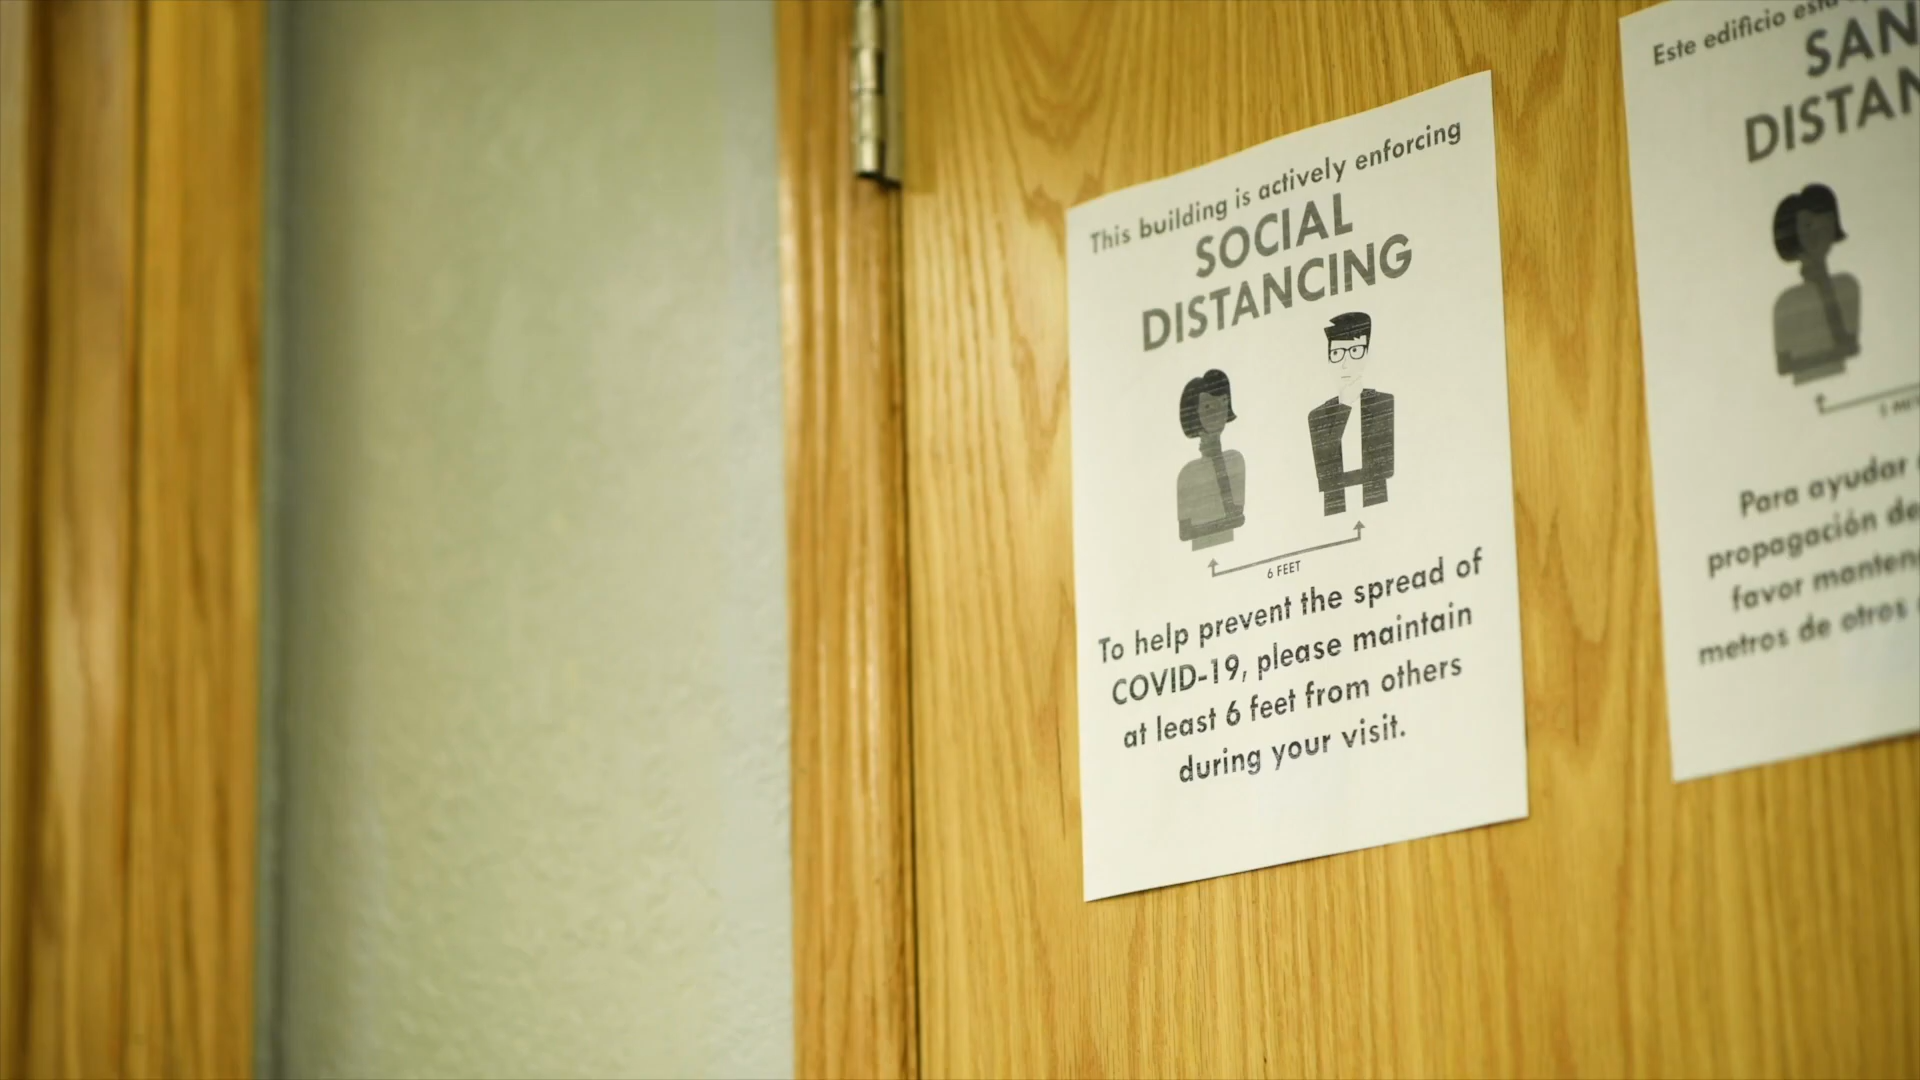 This building is actively enforcing
SOCIAL
DISTANCING
6 FEET
To help prevent the spread of
COVID-19, please maintain
at least 6 feet from others
during your visit.
Este edificio está
SAN
DISTAN
Para ayudar
propagación de
favor manten
metros de otros